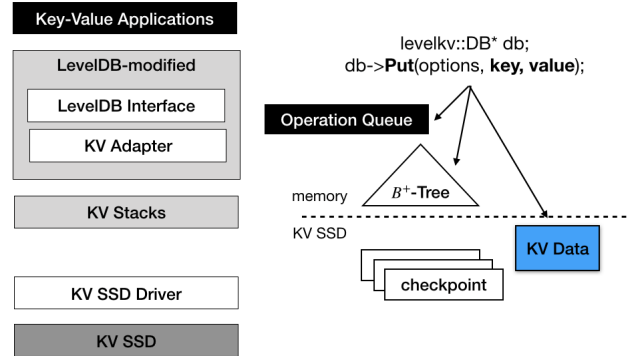 Key-Value Applications
LevelDB-modified
LevelDB Interface
KV Adapter
KV Stacks
KV SSD Driver
KV SSD
levelkv::DB* db;
db->Put(options, key, value);
Operation Queue
B⁺-Tree
memory
KV SSD
KV Data
checkpoint